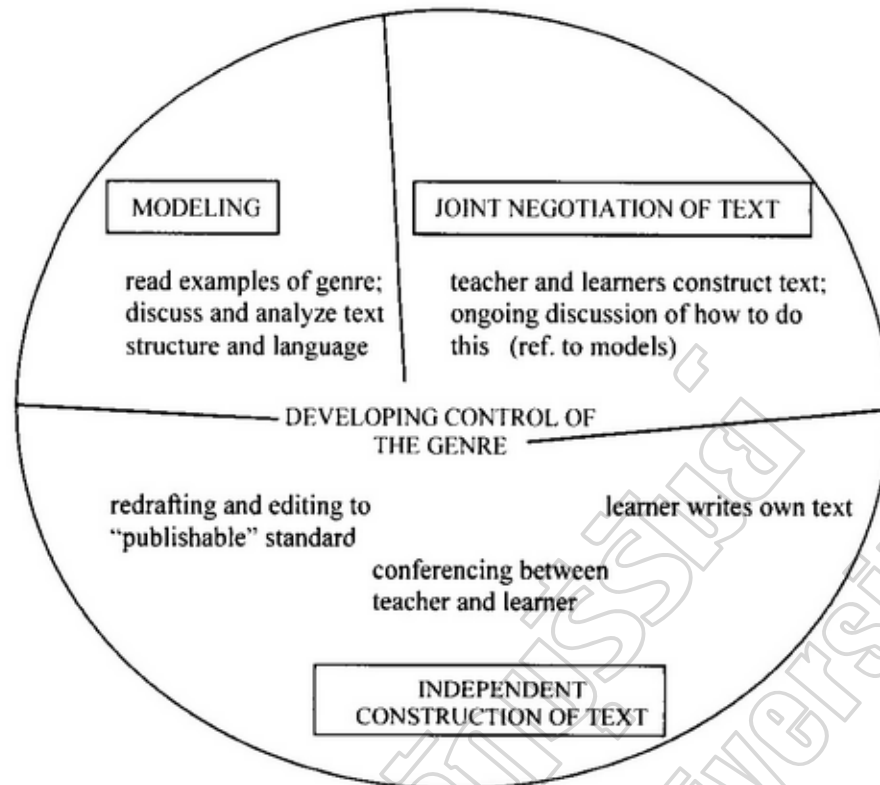 MODELING
read examples of genre;
discuss and analyze text
structure and language
JOINT NEGOTIATION OF TEXT
teacher and learners construct text;
ongoing discussion of how to do
this (ref. to models)
DEVELOPING CONTROL OF
THE GENRE
learner writes own text
conferencing between
teacher and learner
redrafting and editing to
“publishable” standard
INDEPENDENT
CONSTRUCTION OF TEXT